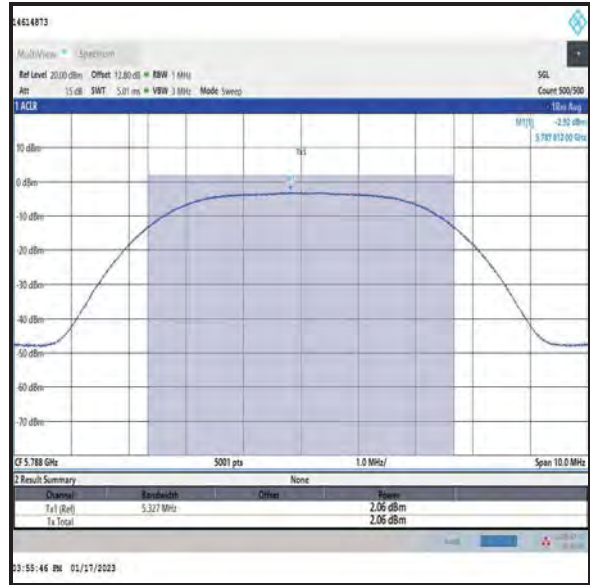 14614873
MultiView Spectrum
Ref Level 20.00 dBm Offset 12.80 dB RBW 1 MHz SGL
Att 15 dB SWT 5.01 ms VBW 3 MHz Mode Sweep Count 500/500
1 ACLR 1Rm Avg
M1[1] -2.92 dBm
5.787 812 00 GHz
10 dBm
Tx1
0 dBm
-10 dBm
-20 dBm
-30 dBm
-40 dBm
-50 dBm
-60 dBm
-70 dBm
CF 5.788 GHz 5001 pts 1.0 MHz/ Span 10.0 MHz
2 Result Summary None
Channel Bandwidth Offset Power
Tx1 (Ref) 5.327 MHz 2.06 dBm
Tx Total 2.06 dBm
03:55:46 PM 01/17/2023